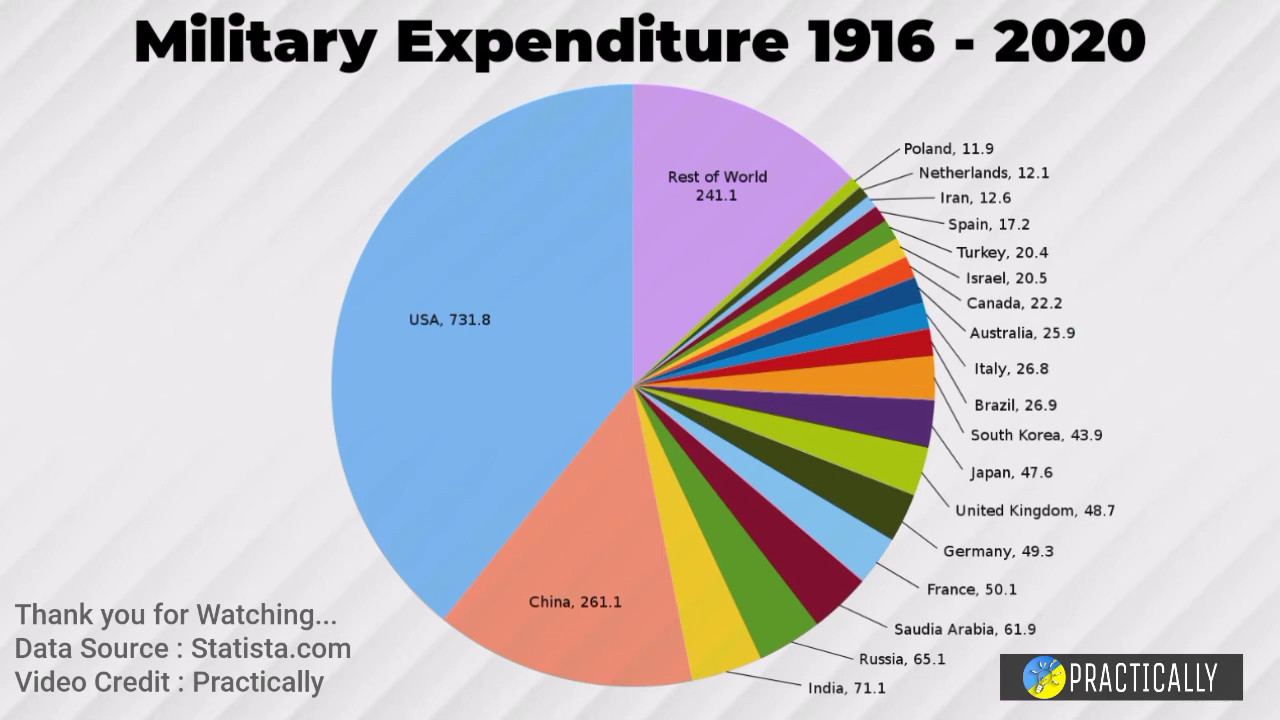 Military Expenditure 1916 - 2020
Rest of World
241.1
Poland, 11.9
Netherlands, 12.1
Iran, 12.6
Spain, 17.2
Turkey, 20.4
Israel, 20.5
Canada, 22.2
Australia, 25.9
Italy, 26.8
Brazil, 26.9
South Korea, 43.9
Japan, 47.6
United Kingdom, 48.7
Germany, 49.3
France, 50.1
Saudia Arabia, 61.9
Russia, 65.1
India, 71.1
China, 261.1
USA, 731.8
Thank you for Watching...
Data Source : Statista.com
Video Credit : Practically
PRACTICALLY